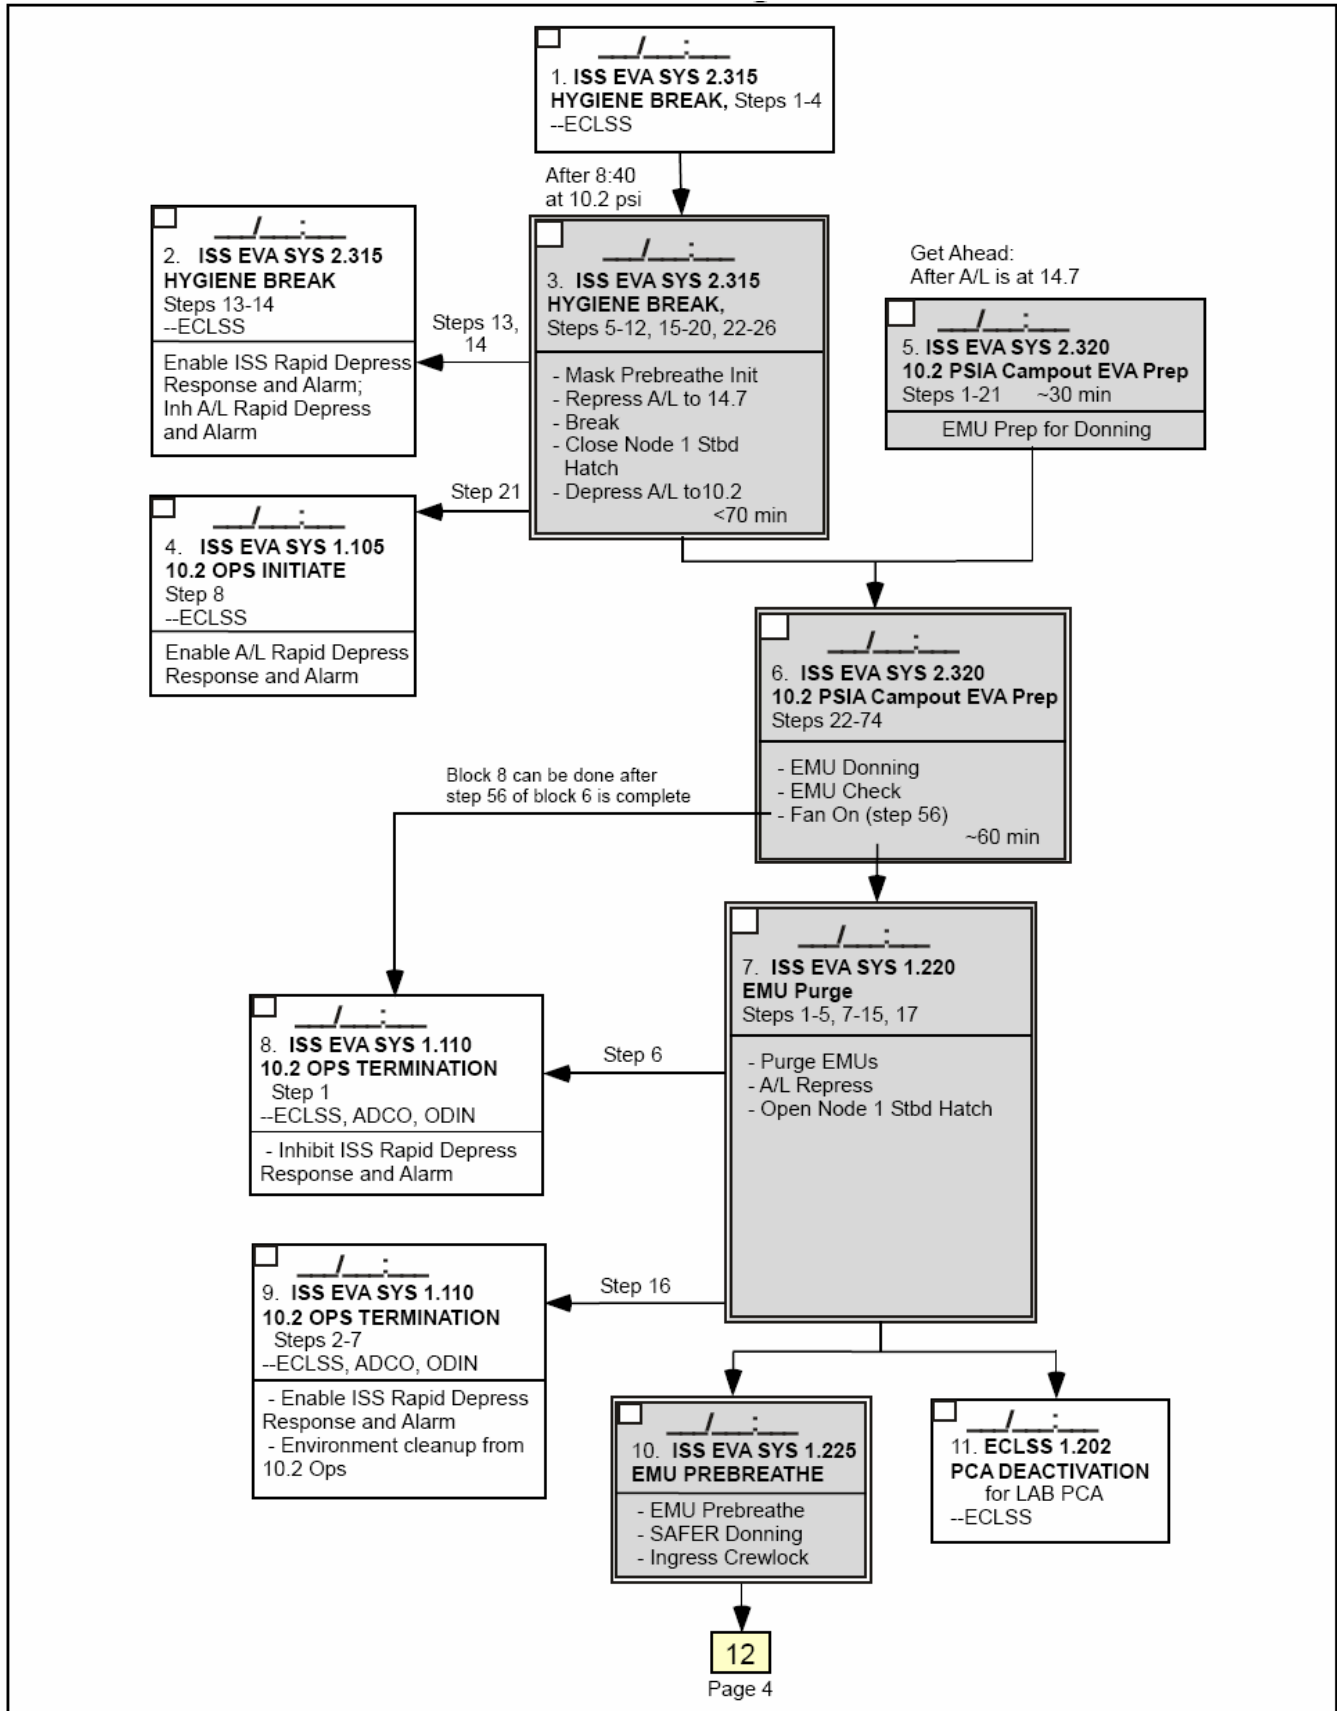 ___/___:___
1. ISS EVA SYS 2.315
HYGIENE BREAK, Steps 1-4
--ECLSS
After 8:40
at 10.2 psi
___/___:___
2. ISS EVA SYS 2.315
HYGIENE BREAK
Steps 13-14
--ECLSS
Enable ISS Rapid Depress
Response and Alarm;
Inh A/L Rapid Depress
and Alarm
Steps 13,
14
___/___:___
3. ISS EVA SYS 2.315
HYGIENE BREAK,
Steps 5-12, 15-20, 22-26
- Mask Prebreathe Init
- Repress A/L to 14.7
- Break
- Close Node 1 Stbd
Hatch
- Depress A/L to10.2
<70 min
Get Ahead:
After A/L is at 14.7
___/___:___
5. ISS EVA SYS 2.320
10.2 PSIA Campout EVA Prep
Steps 1-21 ~30 min
EMU Prep for Donning
Step 21
___/___:___
4. ISS EVA SYS 1.105
10.2 OPS INITIATE
Step 8
--ECLSS
Enable A/L Rapid Depress
Response and Alarm
___/___:___
6. ISS EVA SYS 2.320
10.2 PSIA Campout EVA Prep
Steps 22-74
- EMU Donning
- EMU Check
- Fan On (step 56)
~60 min
Block 8 can be done after
step 56 of block 6 is complete
___/___:___
7. ISS EVA SYS 1.220
EMU Purge
Steps 1-5, 7-15, 17
- Purge EMUs
- A/L Repress
- Open Node 1 Stbd Hatch
Step 6
___/___:___
8. ISS EVA SYS 1.110
10.2 OPS TERMINATION
Step 1
--ECLSS, ADCO, ODIN
- Inhibit ISS Rapid Depress
Response and Alarm
Step 16
___/___:___
9. ISS EVA SYS 1.110
10.2 OPS TERMINATION
Steps 2-7
--ECLSS, ADCO, ODIN
- Enable ISS Rapid Depress
Response and Alarm
- Environment cleanup from
10.2 Ops
___/___:___
10. ISS EVA SYS 1.225
EMU PREBREATHE
- EMU Prebreathe
- SAFER Donning
- Ingress Crewlock
___/___:___
11. ECLSS 1.202
PCA DEACTIVATION
for LAB PCA
--ECLSS
12
Page 4